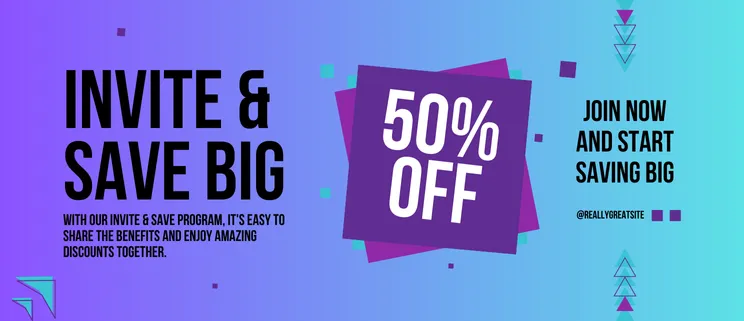 INVITE &
SAVE BIG
WITH OUR INVITE & SAVE PROGRAM, IT'S EASY TO
SHARE THE BENEFITS AND ENJOY AMAZING
DISCOUNTS TOGETHER.
50%
OFF
JOIN NOW
AND START
SAVING BIG
@REALLYGREATSITE